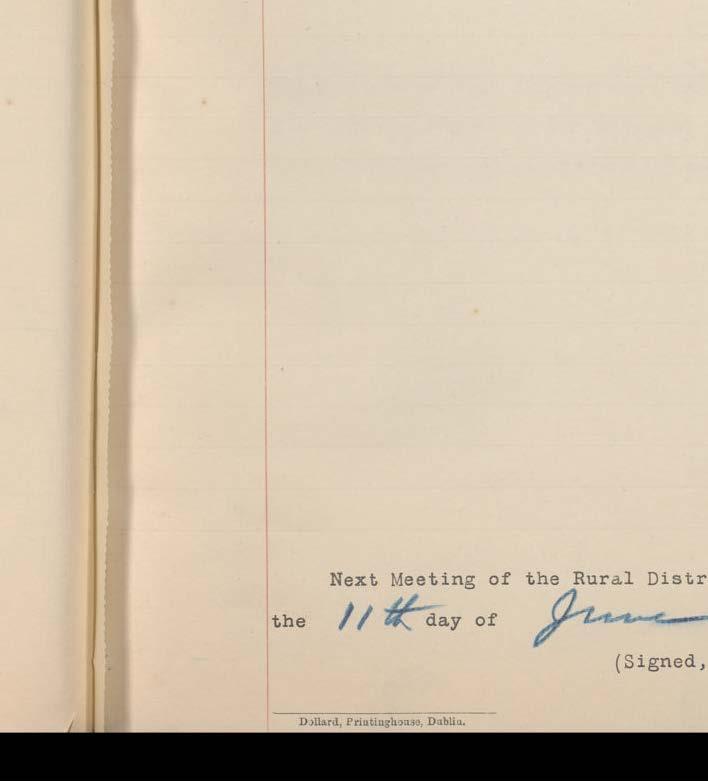 Next Meeting of the Rural Distr
the 11th day of June
(Signed,
Dollard, Printinghouse, Dublin.